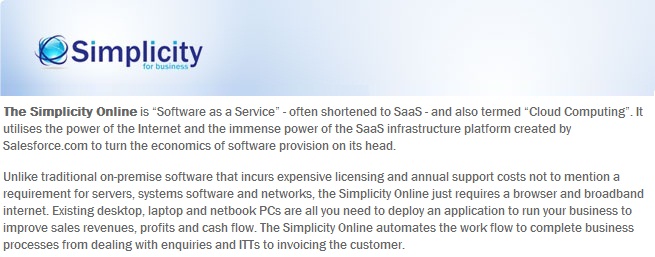 Simplicity
for business
The Simplicity Online is “Software as a Service” - often shortened to SaaS - and also termed “Cloud Computing”. It
utilises the power of the Internet and the immense power of the SaaS infrastructure platform created by
Salesforce.com to turn the economics of software provision on its head.
Unlike traditional on-premise software that incurs expensive licensing and annual support costs not to mention a
requirement for servers, systems software and networks, the Simplicity Online just requires a browser and broadband
internet. Existing desktop, laptop and netbook PCs are all you need to deploy an application to run your business to
improve sales revenues, profits and cash flow. The Simplicity Online automates the work flow to complete business
processes from dealing with enquiries and ITTs to invoicing the customer.